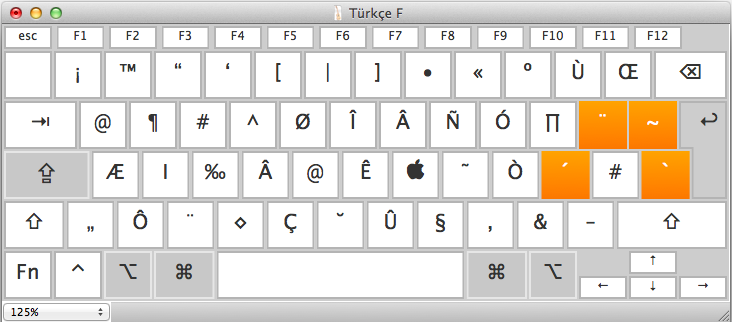 Türkçe F
esc F1 F2 F3 F4 F5 F6 F7 F8 F9 F10 F11 F12
¡ ™ “ ‘ [ | ] • « º Ù Œ ⌫
⇥ @ ¶ # ^ Ø Î Â Ñ Ó ∏ ¨ ~ ↩
⇪ Æ I ‰ Â @ Ê  ˜ Ò ´ # `
⇧ „ Ô ¨ ⋄ Ç ˘ Û § ‚ & – ⇧
Fn ^ ⌥ ⌘ ⌘ ⌥ ↑
← ↓ →
125%